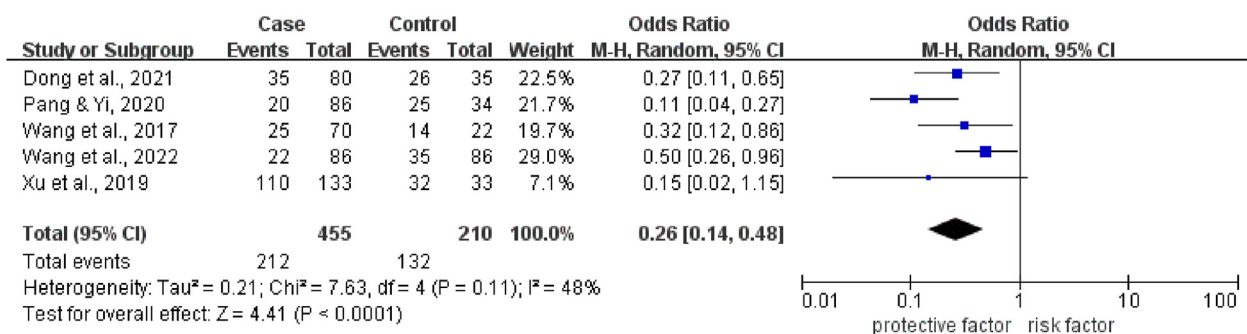 Case Control Odds Ratio Odds Ratio
Study or Subgroup Events Total Events Total Weight M-H, Random, 95% CI M-H, Random, 95% CI
Dong et al., 2021 35 80 26 35 22.5% 0.27 [0.11, 0.65]
Pang & Yi, 2020 20 86 25 34 21.7% 0.11 [0.04, 0.27]
Wang et al., 2017 25 70 14 22 19.7% 0.32 [0.12, 0.86]
Wang et al., 2022 22 86 35 86 29.0% 0.50 [0.26, 0.96]
Xu et al., 2019 110 133 32 33 7.1% 0.15 [0.02, 1.15]
Total (95% CI) 455 210 100.0% 0.26 [0.14, 0.48]
Total events 212 132
Heterogeneity: Tau² = 0.21; Chi² = 7.63, df = 4 (P = 0.11); I² = 48%
Test for overall effect: Z = 4.41 (P < 0.0001)
0.01 0.1 1 10 100
protective factor risk factor